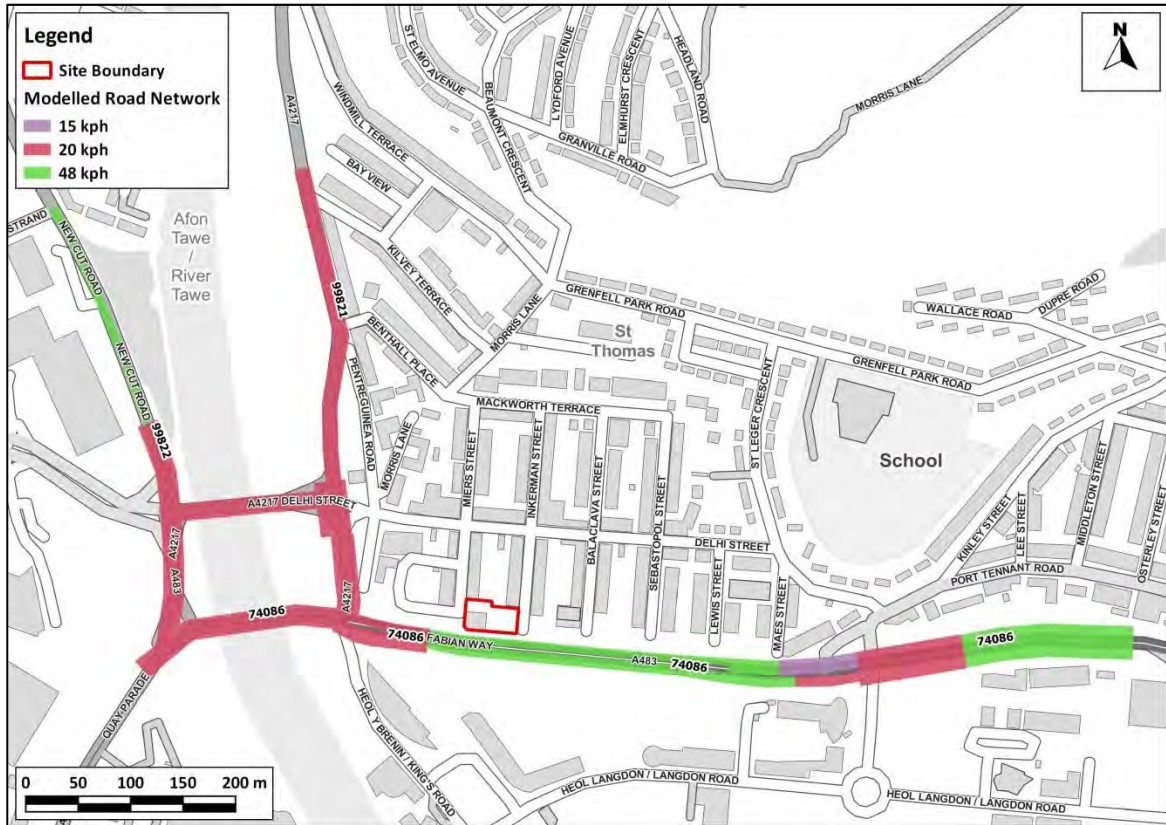 Legend
Site Boundary
Modelled Road Network
15 kph
20 kph
48 kph
N
A4217
ST ELMO AVENUE
LYDFORD AVENUE
ELMHURST CRESCENT
HEADLAND ROAD
MORRIS LANE
WINDMILL TERRACE
BEAUMONT CRESCENT
GRANVILLE ROAD
BAY VIEW
STRAND
NEW CUT ROAD
Afon
Tawe
/
River
Tawe
KILVEY TERRACE
99821
MORRIS LANE
GRENFELL PARK ROAD
WALLACE ROAD
DUPRE ROAD
BENTHALL PLACE
St
Thomas
NEW CUT ROAD
PENTREGUINEA ROAD
GRENFELL PARK ROAD
MACKWORTH TERRACE
ST LEGER CRESCENT
99822
MORRIS LANE
MIERS STREET
INKERMAN STREET
BALACLAVA STREET
SEBASTOPOL STREET
School
KINLEY STREET
LEE STREET
MIDDLETON STREET
OSTERLEY STREET
A4217 DELHI STREET
DELHI STREET
A4217
A483
A4217
LEWIS STREET
MAES STREET
PORT TENNANT ROAD
74086
74086
FABIAN WAY
A483
74086
74086
QUAY PARADE
HEOL Y BRENIN / KING'S ROAD
HEOL LANGDON / LANGDON ROAD
HEOL LANGDON / LANGDON ROAD
0 50 100 150 200 m